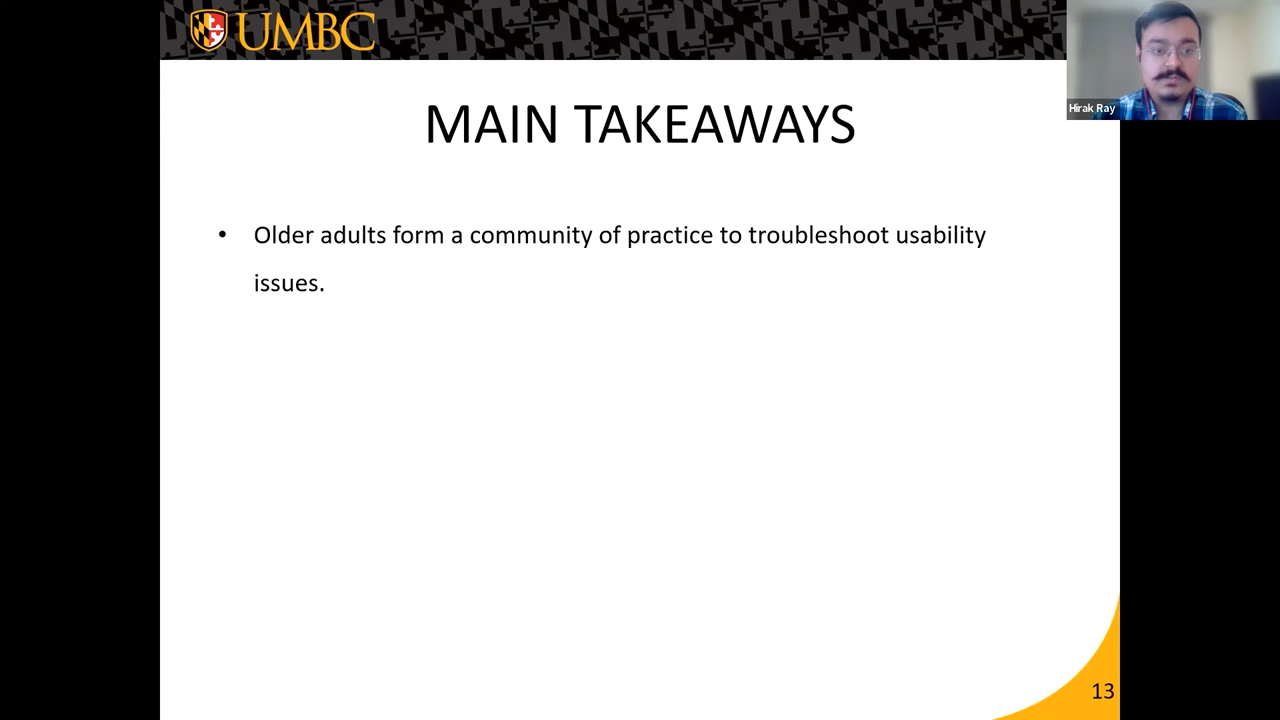 UMBC
Hirak Ray
MAIN TAKEAWAYS
• Older adults form a community of practice to troubleshoot usability
issues.
13